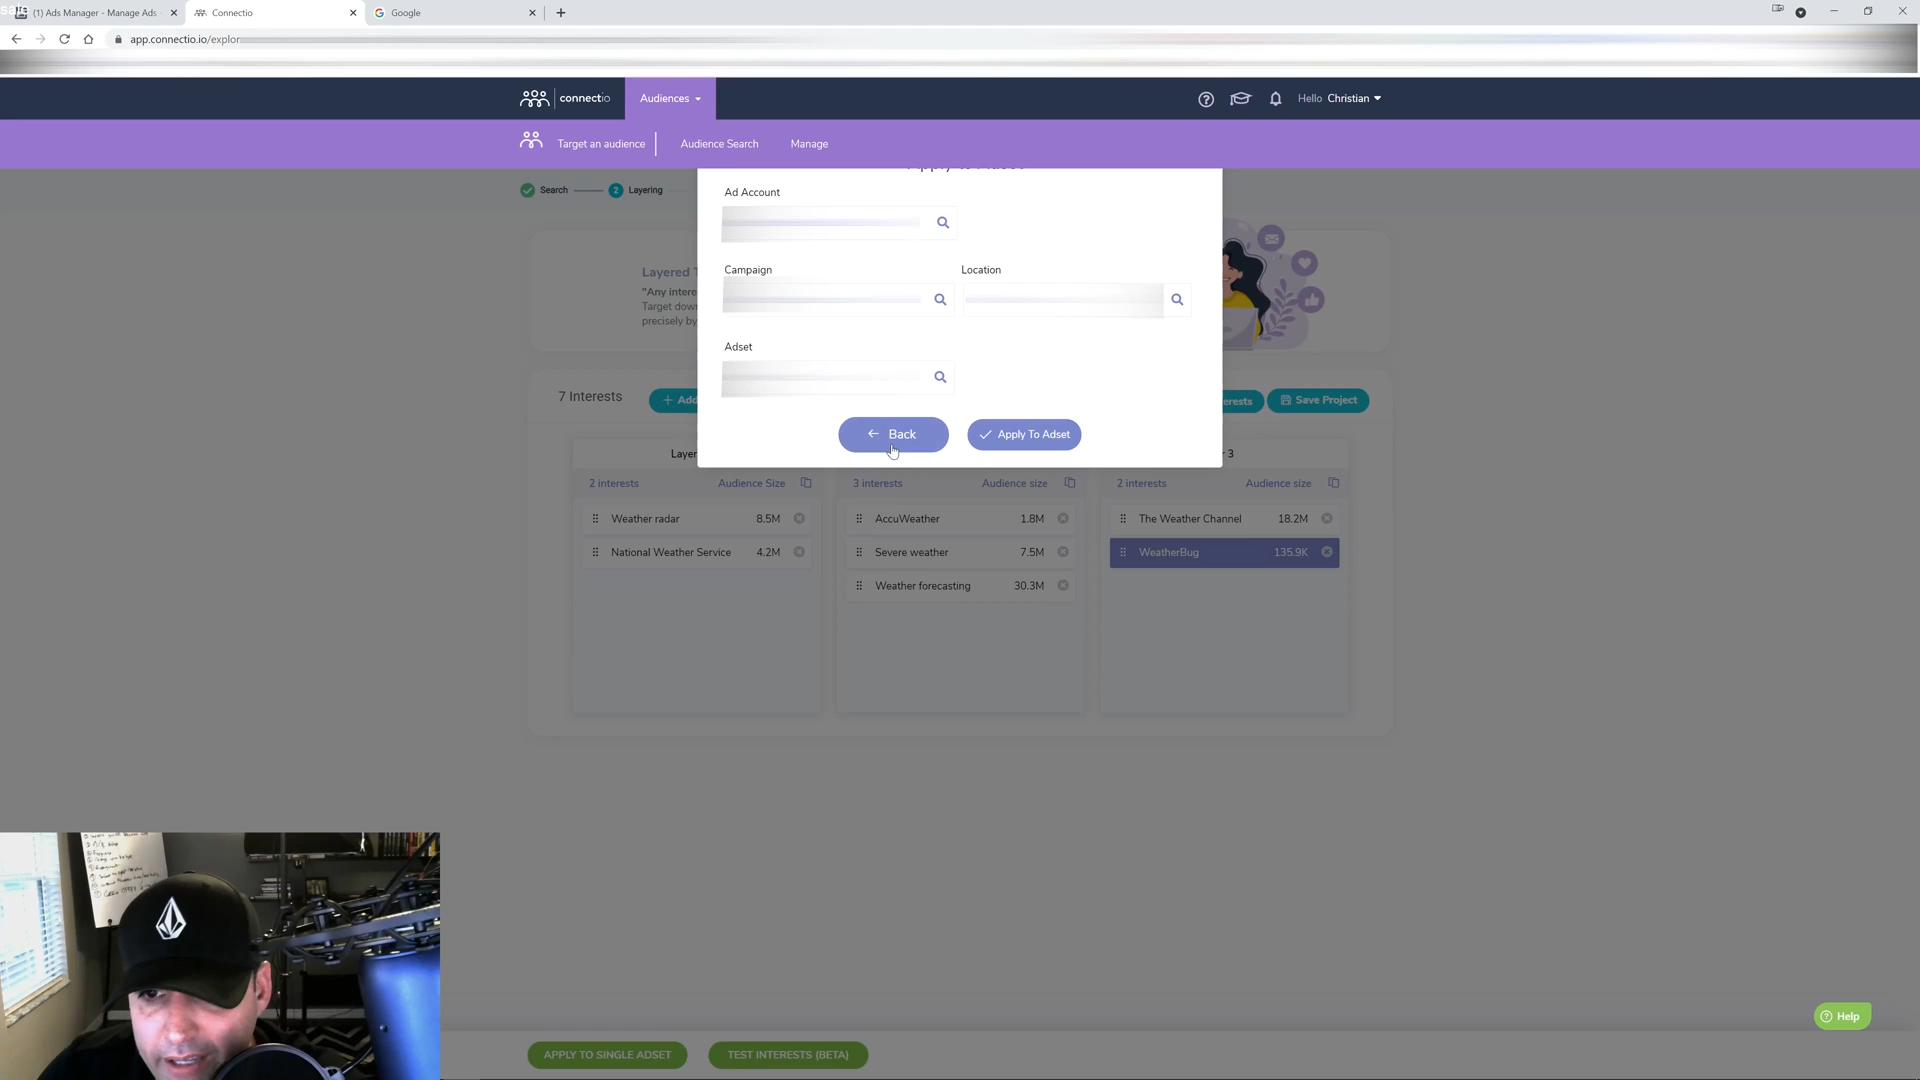 (1) Ads Manager - Manage Ads
Connectio
Google
app.connectio.io/explor
connectio
Audiences
Hello Christian
Target an audience
Audience Search
Manage
Search
2 Layering
Ad Account
Campaign
Location
Adset
Back
Apply To Adset
Layered T
"Any intere
Target dow
precisely by
7 Interests
+ Add
erests
Save Project
Layer
3
2 interests Audience Size
Weather radar 8.5M
National Weather Service 4.2M
3 interests Audience size
AccuWeather 1.8M
Severe weather 7.5M
Weather forecasting 30.3M
2 interests Audience size
The Weather Channel 18.2M
WeatherBug 135.9K
Help
APPLY TO SINGLE ADSET
TEST INTERESTS (BETA)